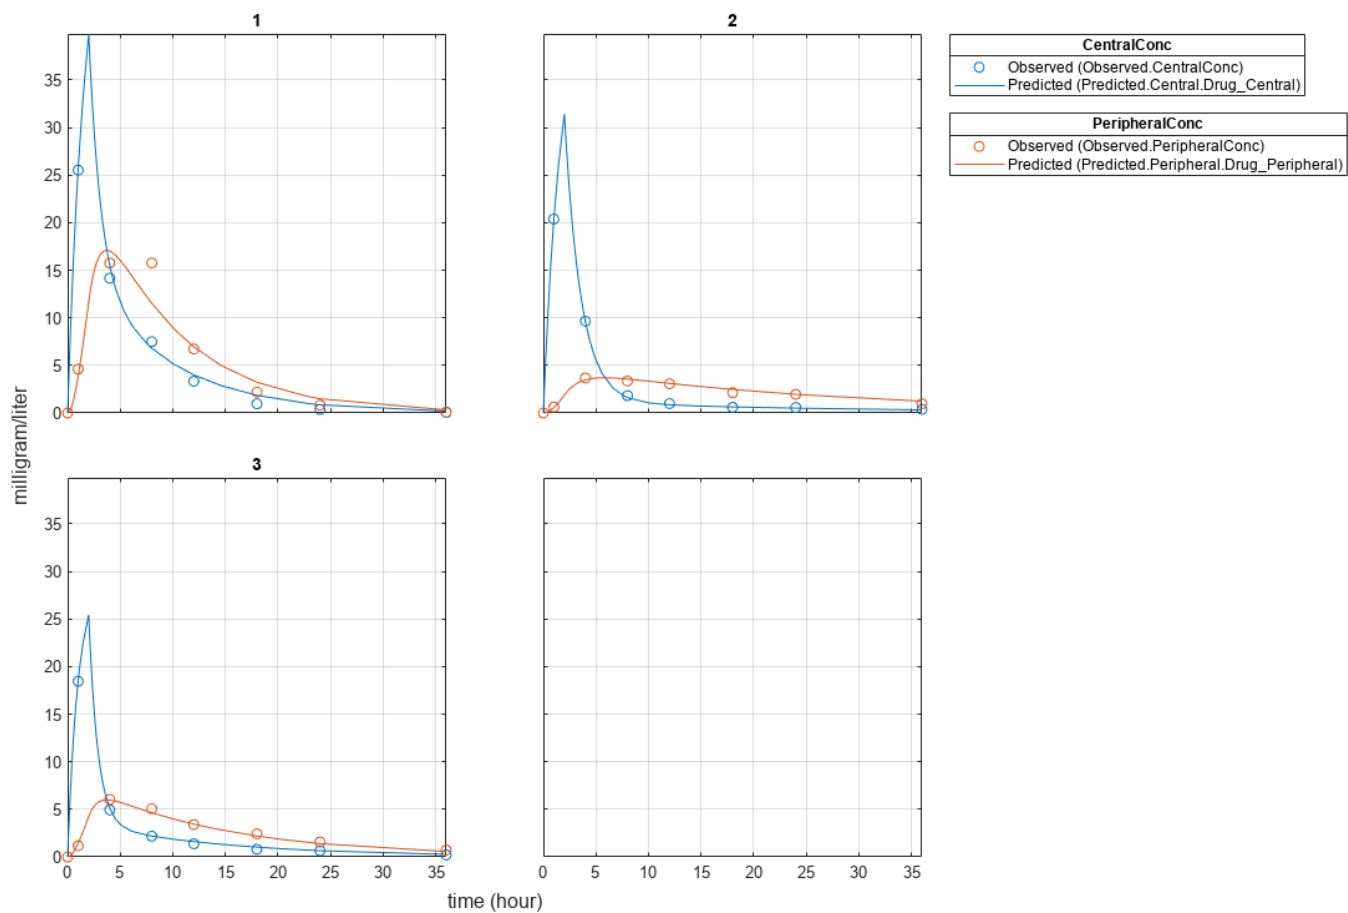 1
35
30
25
20
15
10
5
0
2
CentralConc
Observed (Observed.CentralConc)
Predicted (Predicted.Central.Drug_Central)
PeripheralConc
Observed (Observed.PeripheralConc)
Predicted (Predicted.Peripheral.Drug_Peripheral)
milligram/liter
3
35
30
25
20
15
10
5
0
0 5 10 15 20 25 30 35
0 5 10 15 20 25 30 35
time (hour)